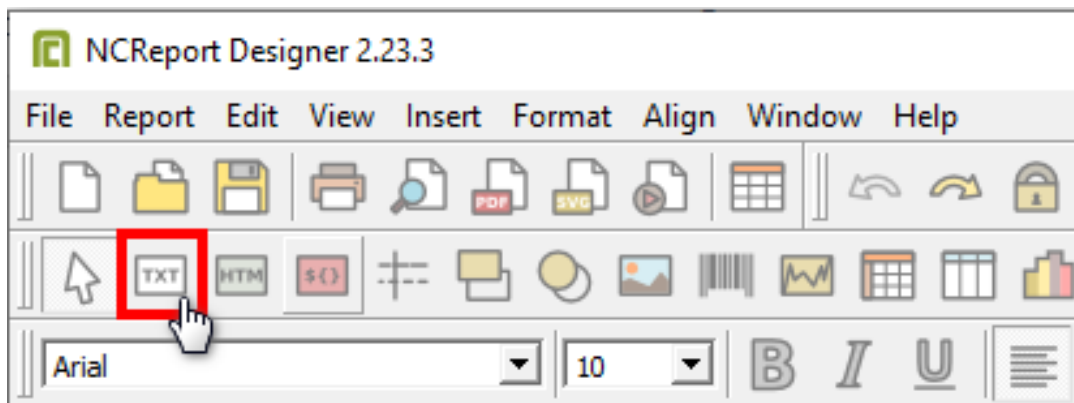 NCReport Designer 2.23.3
File Report Edit View Insert Format Align Window Help
PDF SVG
TXT HTM ${}
Arial 10 B I U